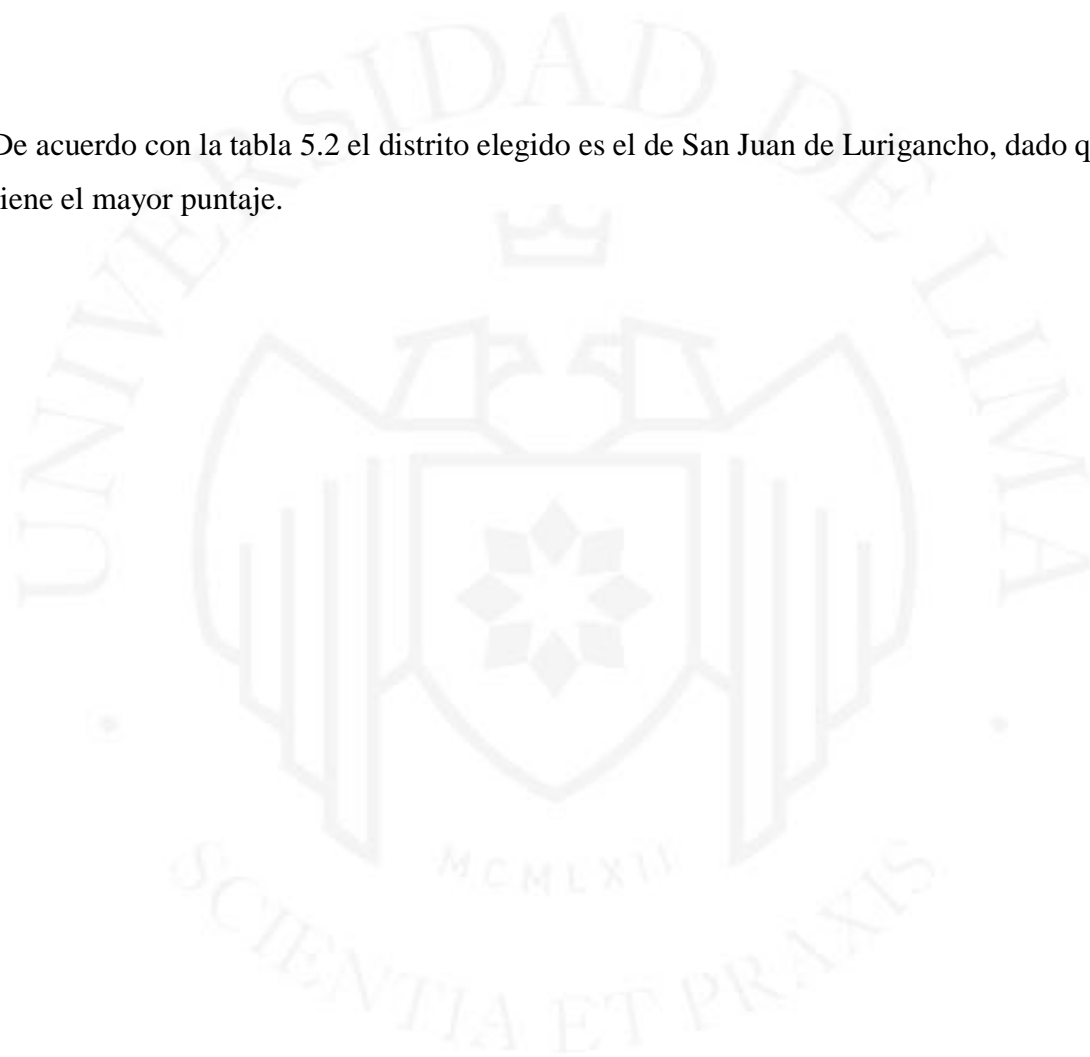 De acuerdo con la tabla 5.2 el distrito elegido es el de San Juan de Lurigancho, dado q
iene el mayor puntaje.
UNIVERSIDAD DE LIMA
MCMLXII
SCIENTIA ET PRAXIS